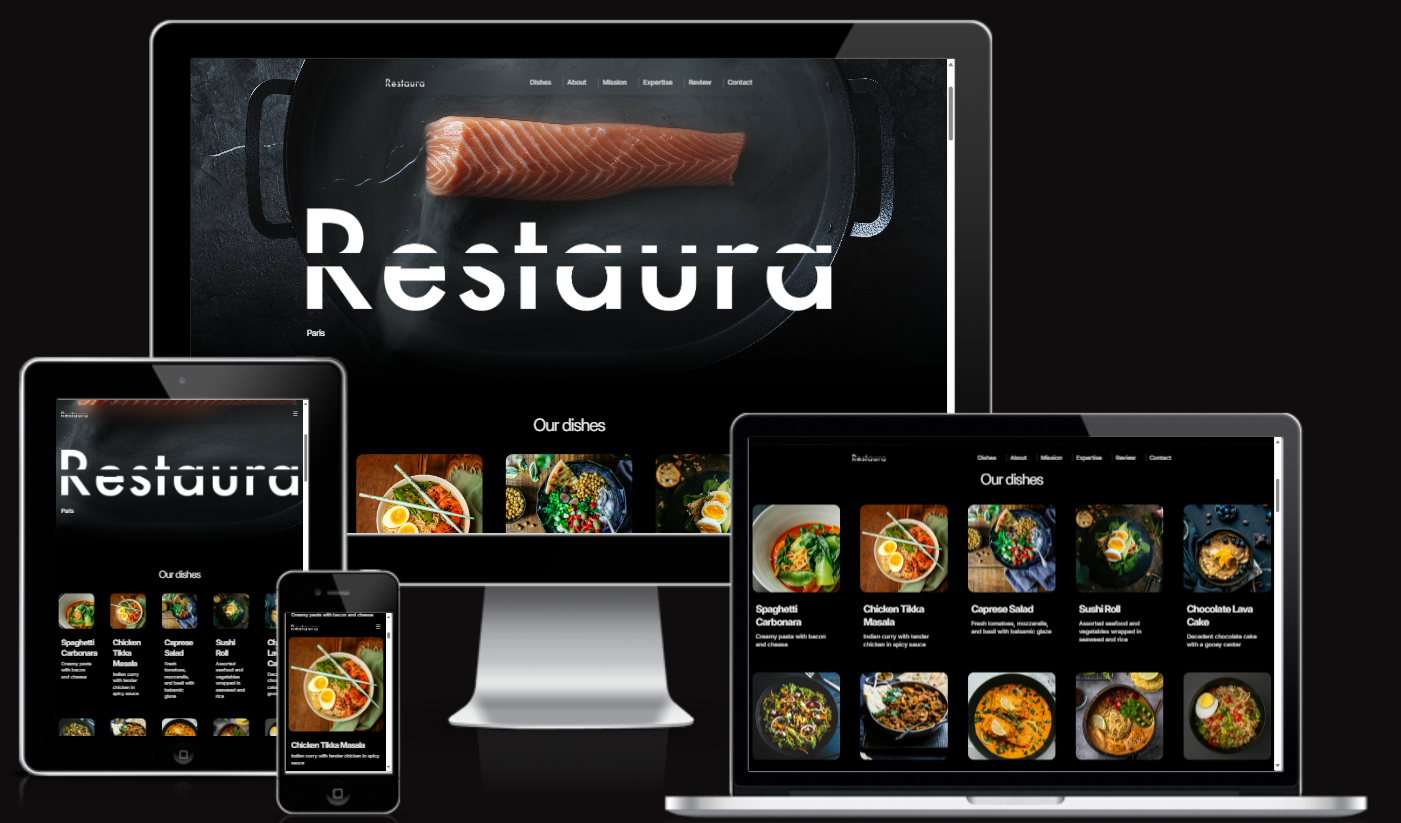 Restaura
Dishes
About
Mission
Expertise
Review
Contact
Restaura
Paris
Our dishes
Restaura
Restaura
Paris
Our dishes
Spaghetti
Carbonara
Creamy pasta
with bacon
and cheese
Chicken
Tikka
Masala
Indian curry
with tender
chicken in
spicy sauce
Caprese
Salad
Fresh
tomatoes,
mozzarella,
and basil with
balsamic
glaze
Sushi
Roll
Assorted
seafood and
vegetables
wrapped in
seaweed and
rice
Creamy pasta with bacon and cheese
Restaura
Chicken Tikka Masala
Indian curry with tender chicken in spicy
sauce
Restaura
Dishes
About
Mission
Expertise
Review
Contact
Our dishes
Spaghetti
Carbonara
Creamy pasta with bacon
and cheese
Chicken Tikka
Masala
Indian curry with tender
chicken in spicy sauce
Caprese Salad
Fresh tomatoes, mozzarella,
and basil with balsamic glaze
Sushi Roll
Assorted seafood and
vegetables wrapped in
seaweed and rice
Chocolate Lava
Cake
Decadent chocolate cake
with a gooey center